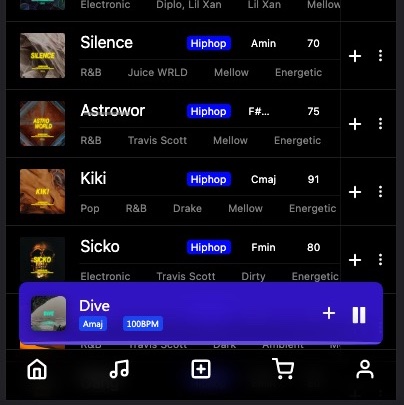 Electronic Diplo, Lil Xan Lil Xan Mellow
Silence Hiphop Amin 70
SILENCE
R&B Juice WRLD Mellow Energetic
Astrowor Hiphop F#... 75
ASTRO
WORLD
R&B Travis Scott Mellow Energetic
Kiki Hiphop Cmaj 91
KIKI
Pop R&B Drake Mellow Energetic
Sicko Hiphop Fmin 80
SICKO
Electronic Travis Scott Dirty Energetic
Dive
DIVE
Amaj 100BPM
R&B Travis Scott Dark Ambient